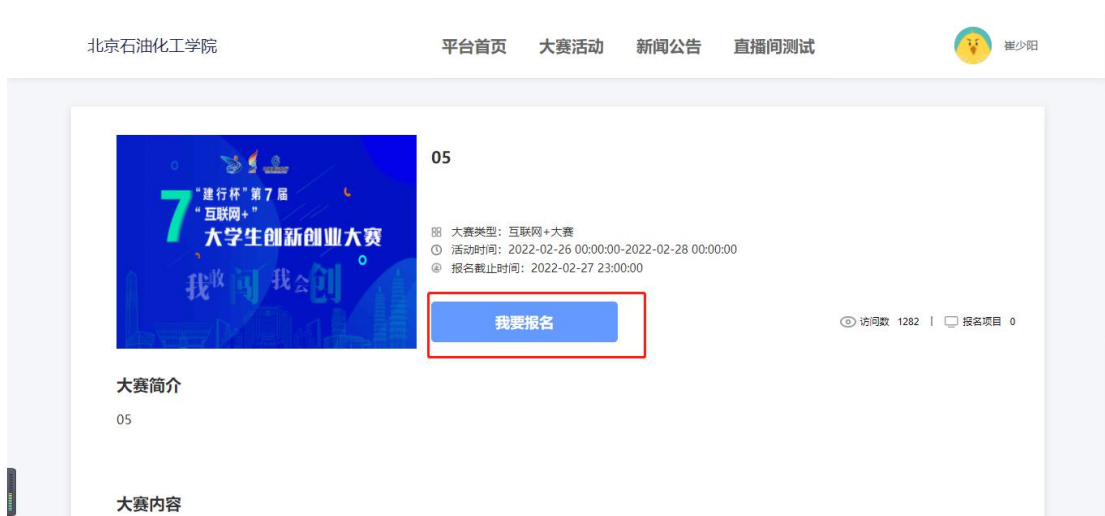 北京石油化工学院
平台首页 大赛活动 新闻公告 直播间测试
崔少阳
“建行杯”第7届
“互联网+”
7
大学生创新创业大赛
我敢闯 我会创
05
大赛类型：互联网+大赛
活动时间：2022-02-26 00:00:00-2022-02-28 00:00:00
报名截止时间：2022-02-27 23:00:00
我要报名
访问数 1282 | 报名项目 0
大赛简介
05
大赛内容